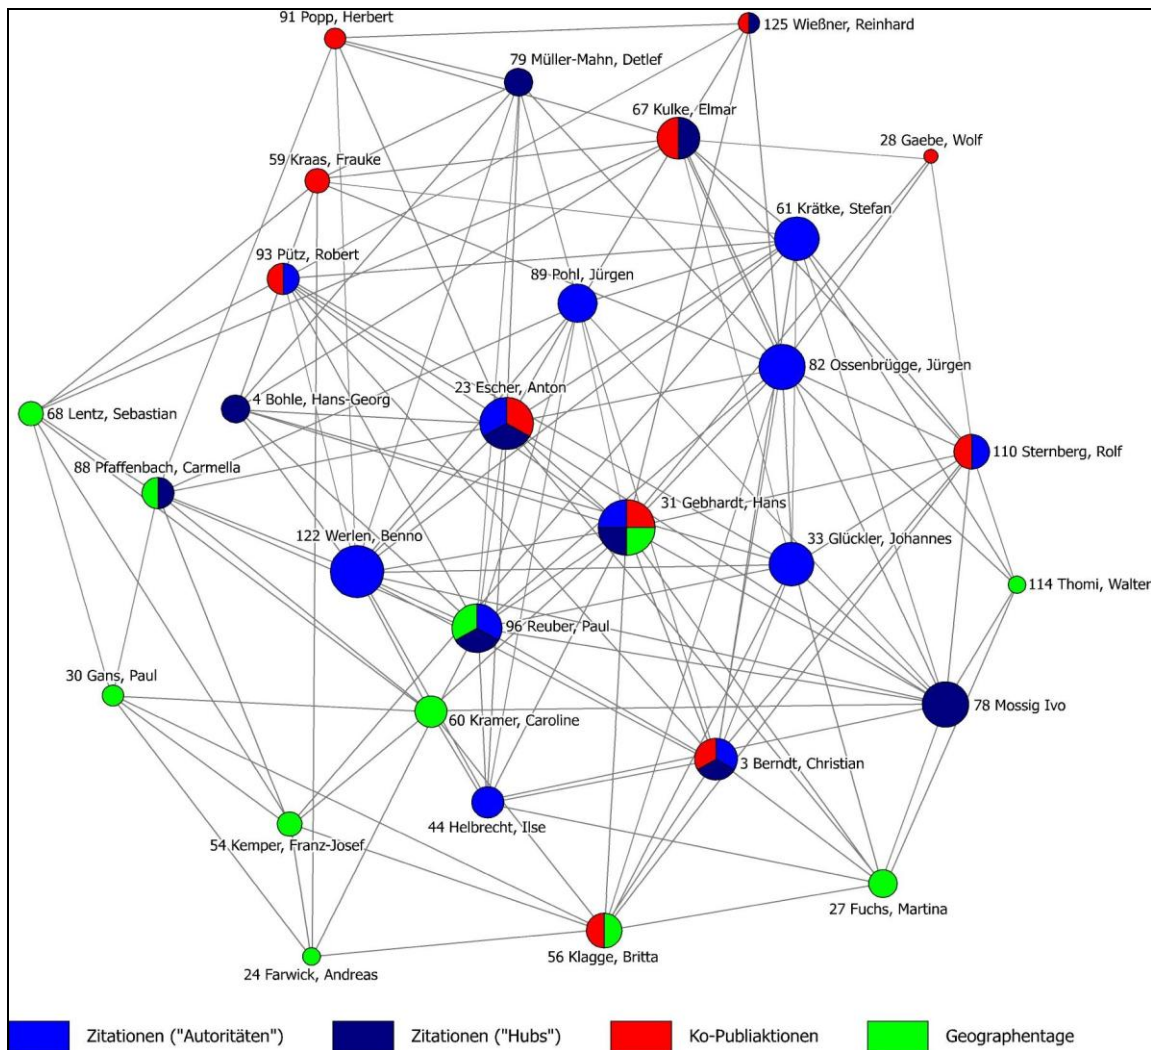 91 Popp, Herbert
125 Wießner, Reinhard
79 Müller-Mahn, Detlef
67 Kulke, Elmar
28 Gaebe, Wolf
59 Kraas, Frauke
61 Krätke, Stefan
93 Pütz, Robert
89 Pohl, Jürgen
82 Ossenbrügge, Jürgen
23 Escher, Anton
4 Bohle, Hans-Georg
68 Lentz, Sebastian
110 Sternberg, Rolf
88 Pfaffenbach, Carmella
31 Gebhardt, Hans
122 Werlen, Benno
33 Glückler, Johannes
114 Thomi, Walter
96 Reuber, Paul
30 Gans, Paul
60 Kramer, Caroline
78 Mossig Ivo
3 Berndt, Christian
44 Helbrecht, Ilse
54 Kemper, Franz-Josef
27 Fuchs, Martina
56 Klagge, Britta
24 Farwick, Andreas
Zitationen ("Autoritäten")
Zitationen ("Hubs")
Ko-Publiaktionen
Geographentage